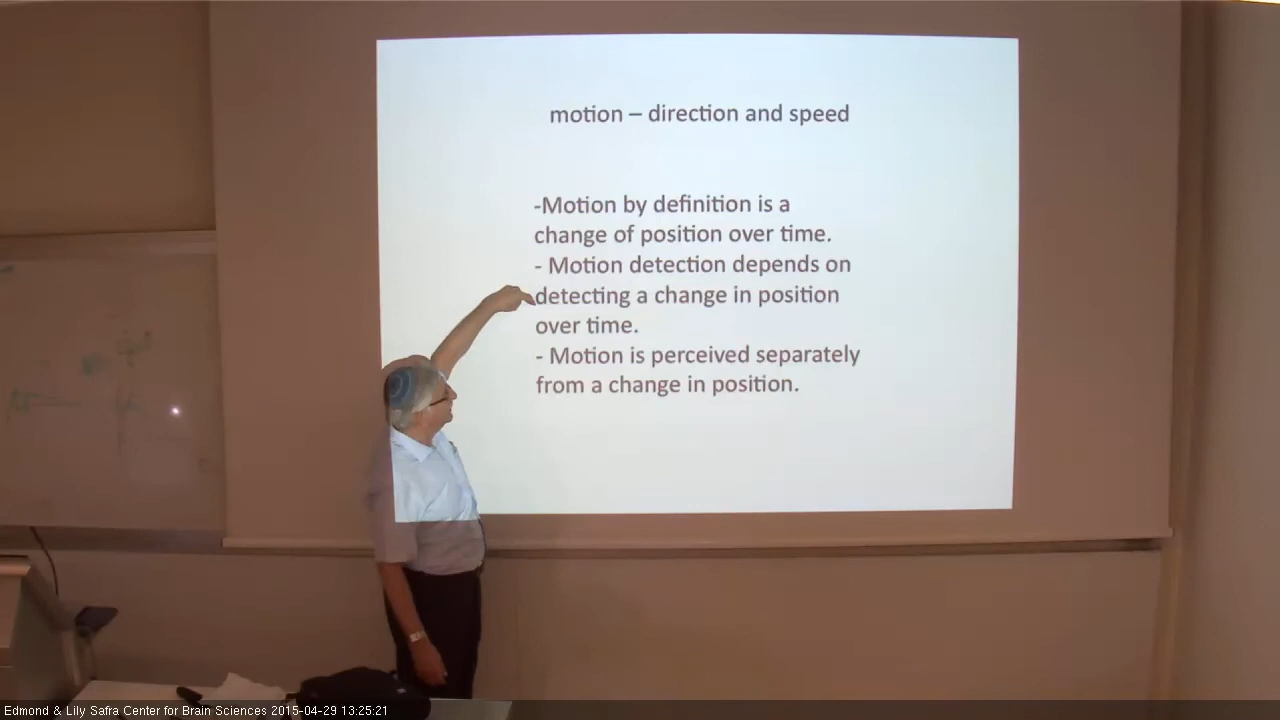 motion – direction and speed
-Motion by definition is a
change of position over time.
- Motion detection depends on
detecting a change in position
over time.
- Motion is perceived separately
from a change in position.
Edmond & Lily Safra Center for Brain Sciences 2015-04-29 13:25:21